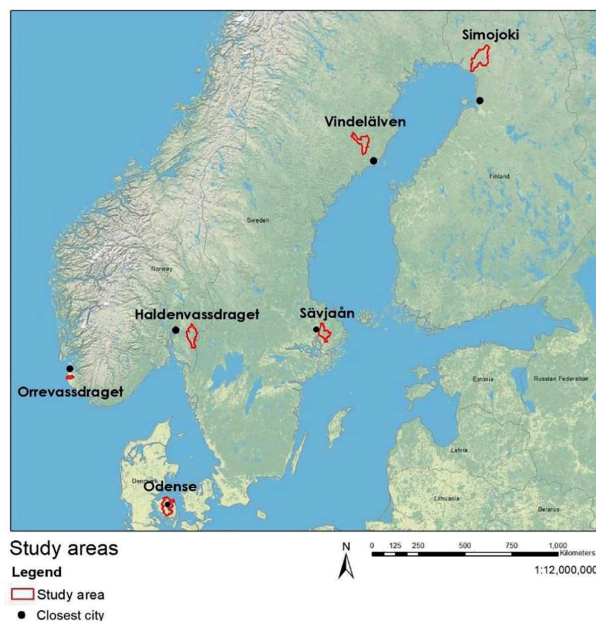 Simojoki
Vindelälven
Finland
Sweden
Norway
Haldenvassdraget
Sävjaån
Orrevassdraget
Estonia
Russian Federation
Latvia
Denmark
Odense
Lithuania
Belarus
Study areas
N
0 125 250 500 750 1,000
Kilometers
1:12,000,000
Legend
Study area
Closest city